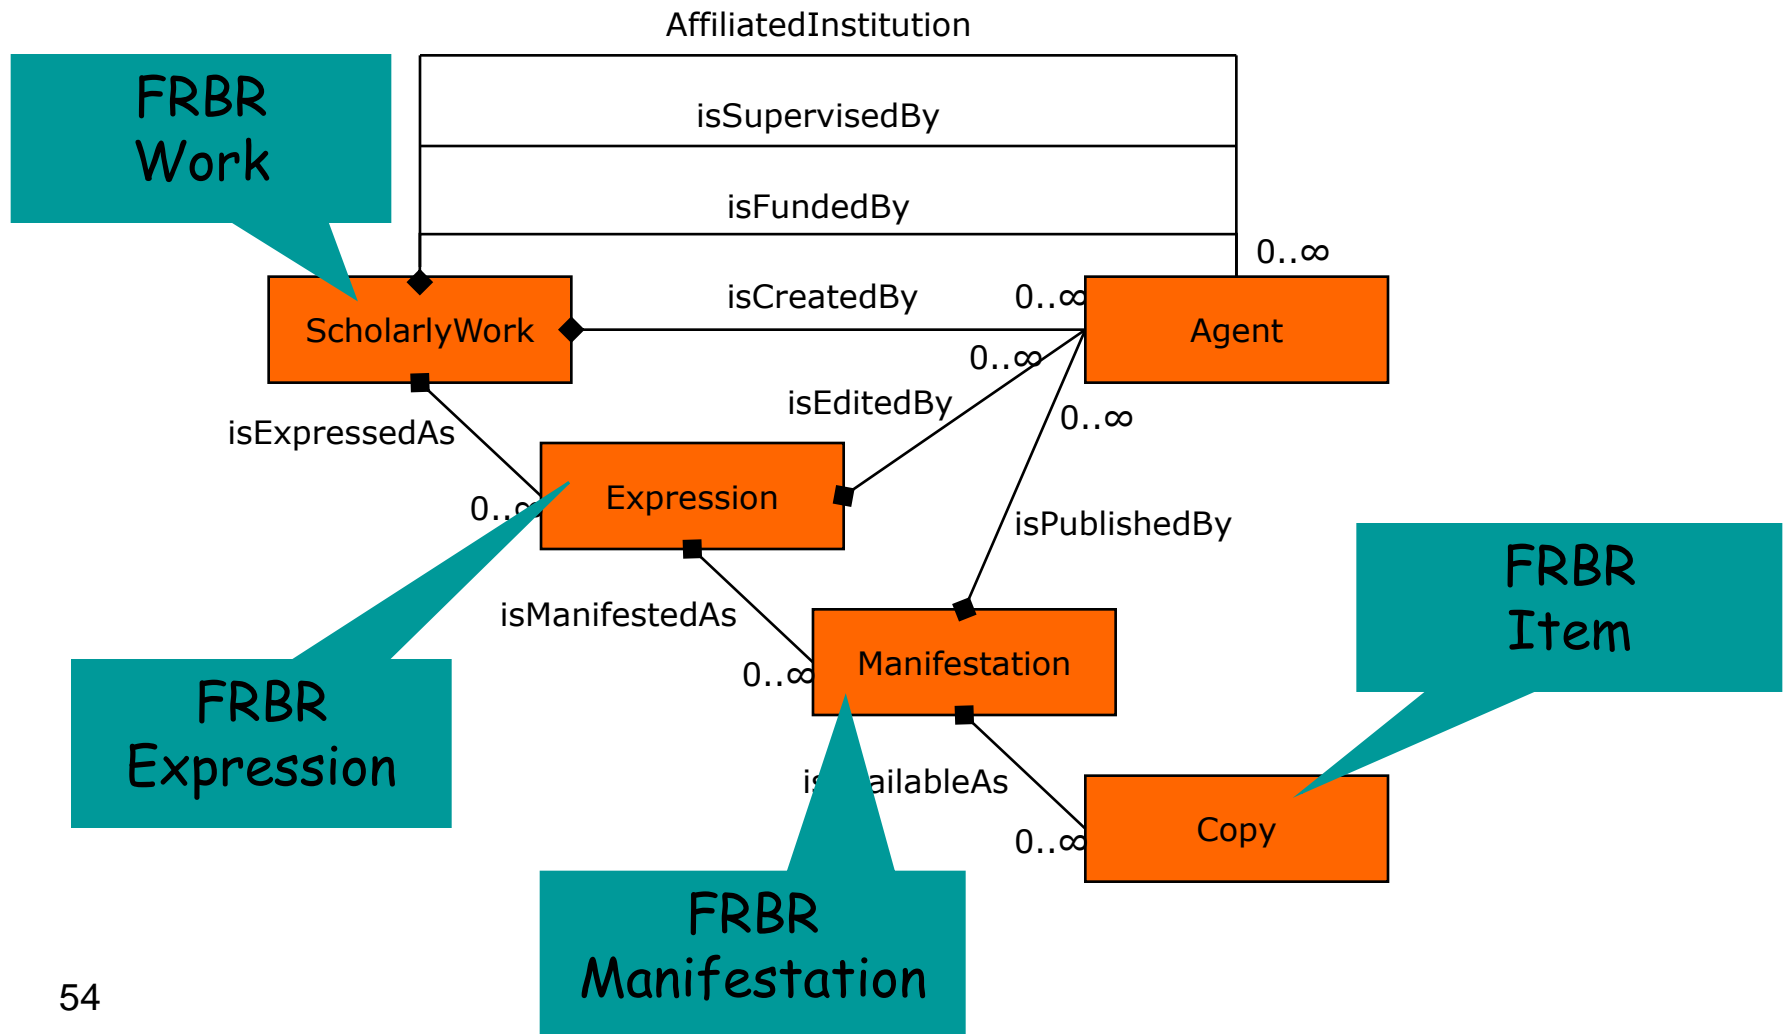 AffiliatedInstitution
FRBR
Work
isSupervisedBy
isFundedBy
0..∞
isCreatedBy
0..∞
ScholarlyWork
Agent
0..∞
isEditedBy
0..∞
isExpressedAs
Expression
0..∞
isPublishedBy
FRBR
Item
isManifestedAs
Manifestation
0..∞
FRBR
Expression
Copy
0..∞
FRBR
Manifestation
54